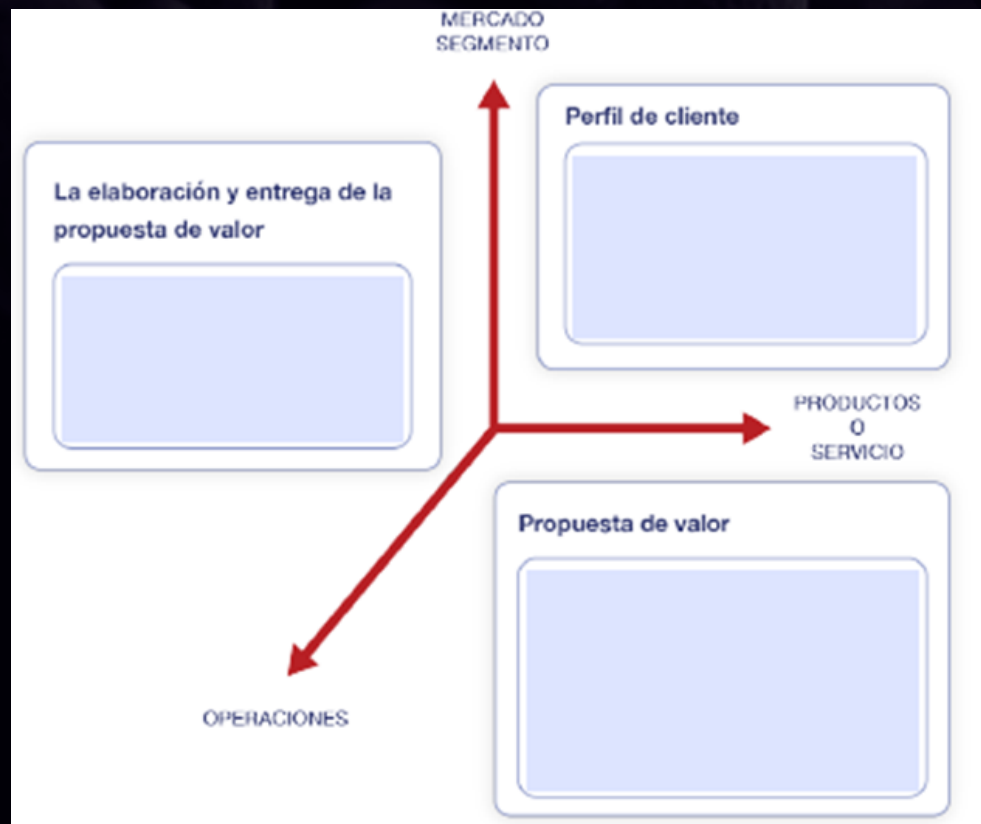 MERCADO
SEGMENTO
Perfil de cliente
La elaboración y entrega de la
propuesta de valor
PRODUCTOS
O
SERVICIO
Propuesta de valor
OPERACIONES